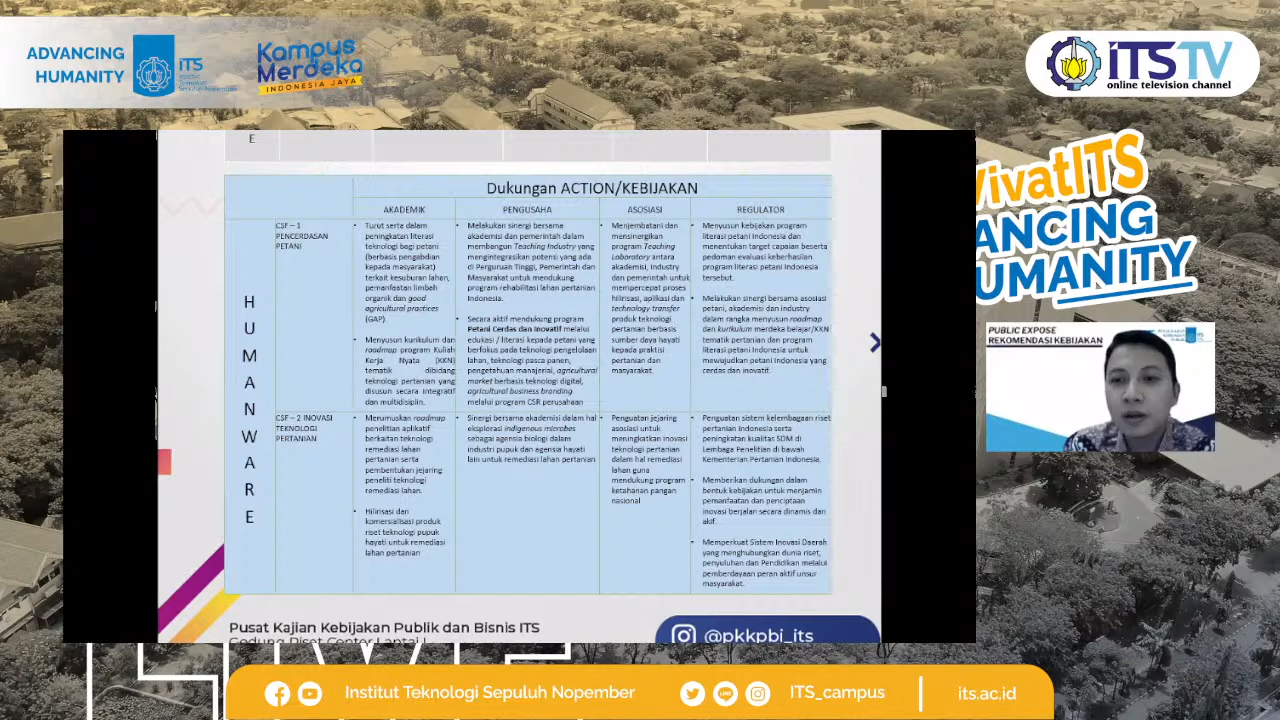 ADVANCING
HUMANITY
ITS
Institut
Teknologi
Sepuluh Nopember
Kampus
Merdeka
INDONESIA JAYA
ITSTV
online television channel
VivatITS
ANCING
UMANITY
PUBLIC EXPOSE
REKOMENDASI KEBIJAKAN
ITS
E
Dukungan ACTION/KEBIJAKAN
AKADEMIK
PENGUSAHA
ASOSIASI
REGULATOR
HUMANWARE
CSF – 1
PENCERDASAN
PETANI
• Turut serta dalam
peningkatan literasi
teknologi bagi petani
(berbasis pengabdian
kepada masyarakat)
terkait kesuburan lahan,
pemanfaatan limbah
organik dan good
agricultural practices
(GAP).
• Menyusun kurikulum dan
roadmap program Kuliah
Kerja Nyata (KKN)
tematik dibidang
teknologi pertanian yang
disusun secara integratif
dan multidisiplin.
• Melakukan sinergi bersama
akademisi dan pemerintah dalam
membangun Teaching Industry yang
mengintegresikan potensi yang ada
di Perguruan Tinggi, Pemerintah dan
Masyarakat untuk mendukung
program rehabilitasi lahan pertanian
Indonesia.
• Secara aktif mendukung program
Petani Cerdas dan Inovatif melalui
edukasi / literasi kepada petani yang
berfokus pada teknologi pengelolaan
lahan, teknologi pasca panen,
pengetahuan manajerial, agricultural
market berbasis teknologi digital,
agricultural business branding
melalui program CSR perusahaan
• Menjembatani dan
mensinergikan
program Teaching
Laboratory antara
akademisi, Industry
dan pemerintah untuk
mempercepat proses
hilirisasi, aplikasi dan
technology transfer
produk teknologi
pertanian berbasis
sumber daya hayati
kepada praktisi
pertanian dan
masyarakat.
• Menyusun kebijakan program
literasi petani Indonesia dan
menentukan target capaian beserta
pedoman evaluasi keberhasilan
program literasi petani Indonesia
tersebut.
• Melakukan sinergi bersama asosiasi
petani, akademisi dan industry
dalam rangka menyusun roadmap
dan kurikulum merdeka belajar/KKN
tematik pertanian dan program
literasi petani Indonesia untuk
mewujudkan petani Indonesia yang
cerdas dan inovatif.
CSF – 2 INOVASI
TEKNOLOGI
PERTANIAN
• Merumuskan roadmap
penelitian aplikatif
berkaitan teknologi
remediasi lahan
pertanian serta
pembentukan jejaring
peneliti teknologi
remediasi lahan.
• Hilirisasi dan
komersialisasi produk
riset teknologi pupuk
hayati untuk remediasi
lahan pertanian
• Sinergi bersama akademisi dalam hal
eksplorasi indigenous microbes
sebagai agensia biologi dalam
industri pupuk dan agensia hayati
lain untuk remediasi lahan pertanian
• Penguatan jejaring
asosiasi untuk
meningkatkan inovasi
teknologi pertanian
dalam hal remediasi
lahan guna
mendukung program
ketahanan pangan
nasional
• Penguatan sistem kelembagaan riset
pertanian Indonesia serta
peningkatan kualitas SDM di
Lembaga Penelitian di bawah
Kementerian Pertanian Indonesia.
• Memberikan dukungan dalam
bentuk kebijakan untuk menjamin
pemanfaatan dan penciptaan
inovasi berjalan secara dinamis dan
akif.
• Memperkuat Sistem Inovasi Daerah
yang menghubungkan dunia riset,
penyuluhan dan Pendidikan melalui
pemberdayaan peran aktif unsur
masyarakat.
Pusat Kajian Kebijakan Publik dan Bisnis ITS
Gedung Riset Center Lantai I
@pkkpbi_its
Institut Teknologi Sepuluh Nopember
ITS_campus
its.ac.id